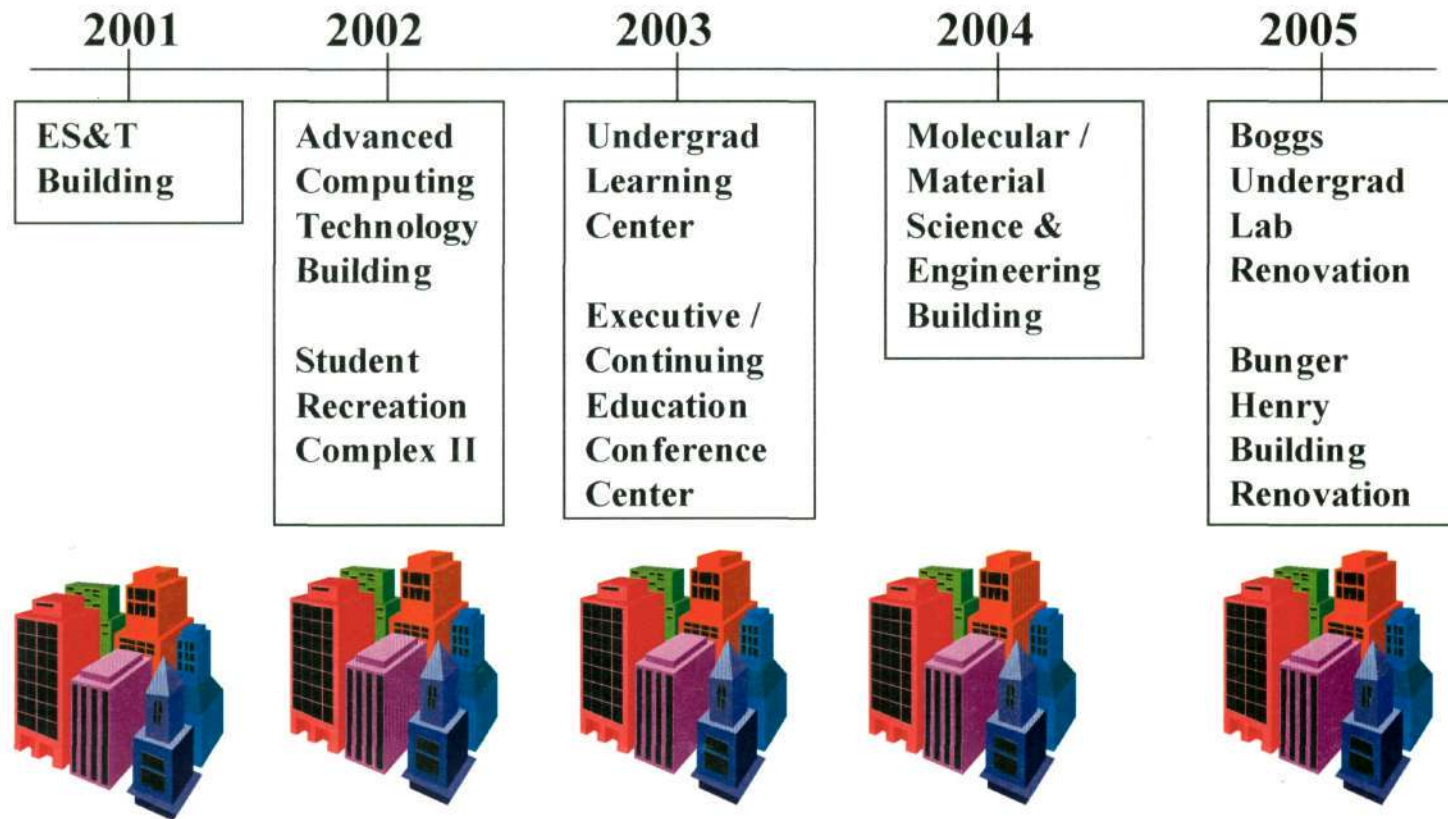 2001
2002
2003
2004
2005
ES&T
Building
Advanced
Computing
Technology
Building
Student
Recreation
Complex II
Undergrad
Learning
Center
Executive /
Continuing
Education
Conference
Center
Molecular /
Material
Science &
Engineering
Building
Boggs
Undergrad
Lab
Renovation
Bunger
Henry
Building
Renovation